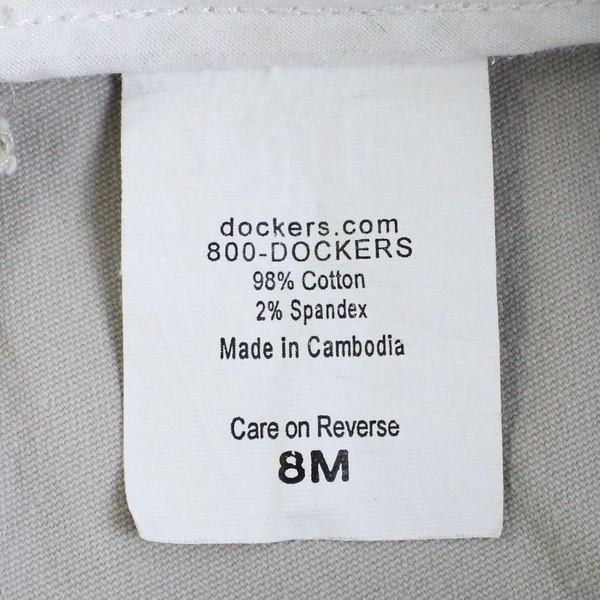 dockers.com
800-DOCKERS
98% Cotton
2% Spandex
Made in Cambodia
Care on Reverse
8M